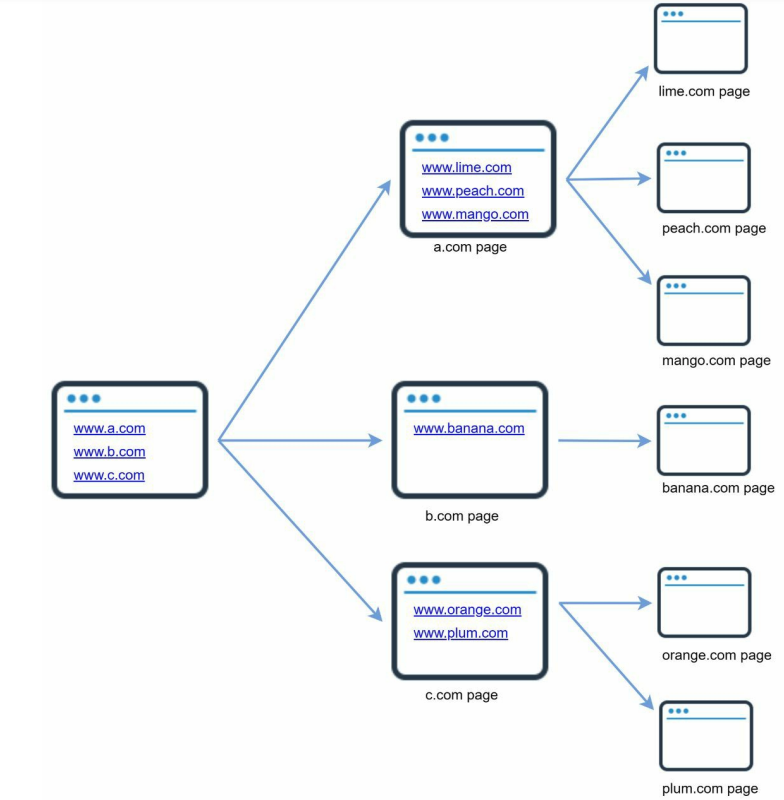 www.a.com
www.b.com
www.c.com
www.lime.com
www.peach.com
www.mango.com
a.com page
www.banana.com
b.com page
www.orange.com
www.plum.com
c.com page
lime.com page
peach.com page
mango.com page
banana.com page
orange.com page
plum.com page